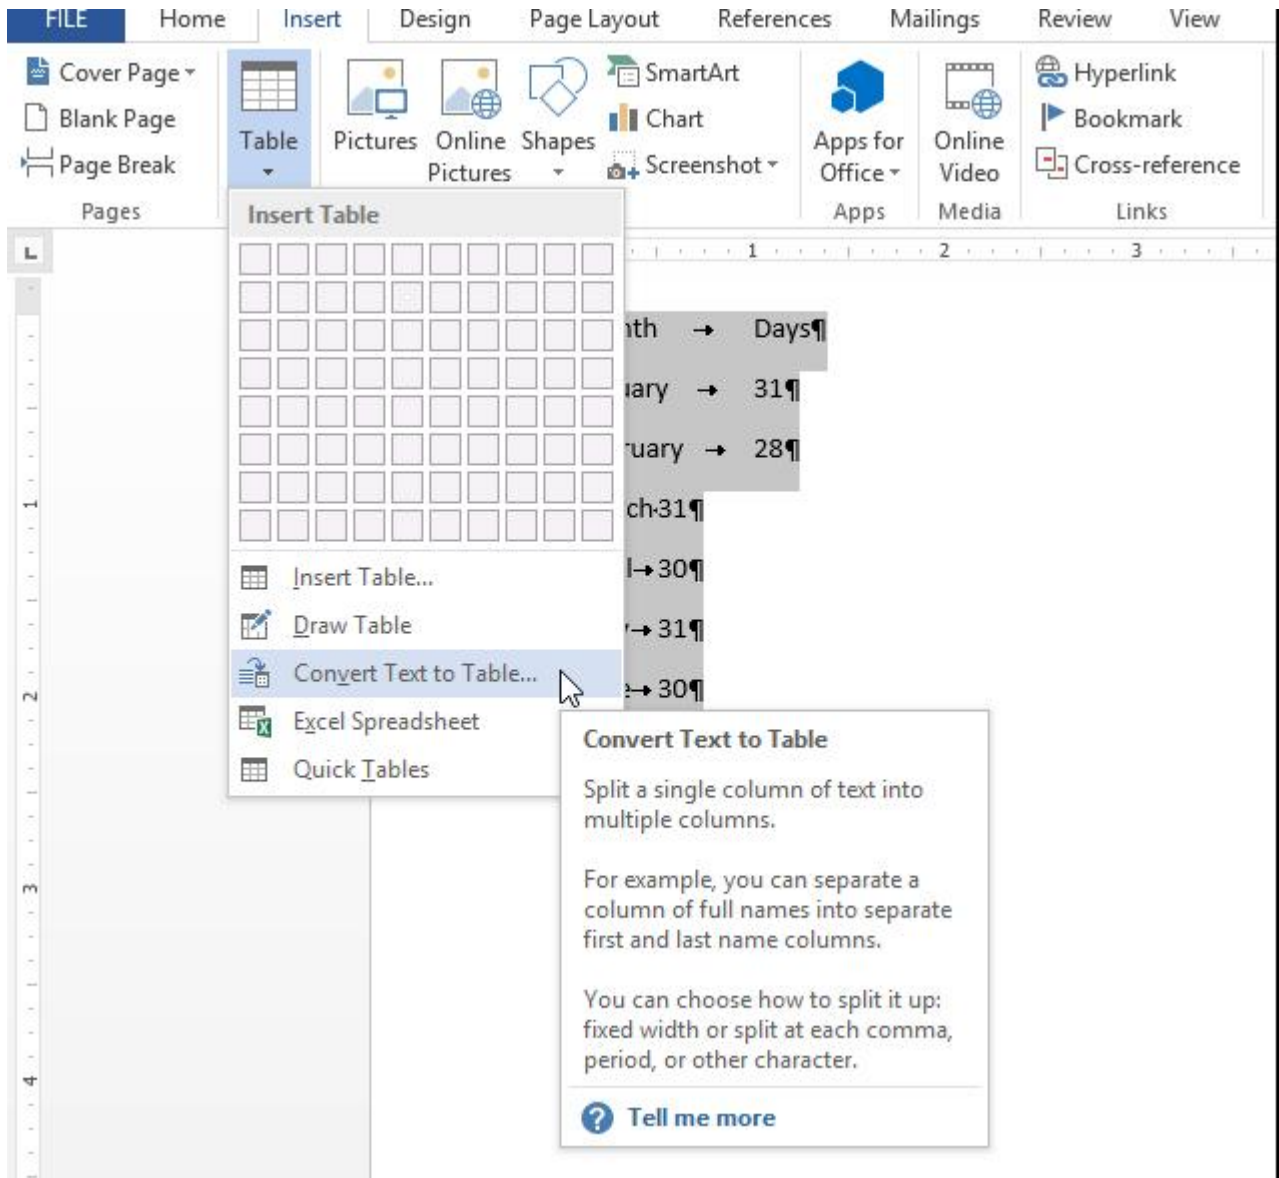 FILE Home Insert Design Page Layout References Mailings Review View
Cover Page
Blank Page
Page Break
Pages
Table
Pictures
Online
Pictures
Shapes
SmartArt
Chart
Screenshot
Apps for
Office
Apps
Online
Video
Media
Hyperlink
Bookmark
Cross-reference
Links
Insert Table
L
1 2 3
nth → Days¶
uary → 31¶
ruary → 28¶
ch·31¶
l→30¶
→31¶
e→30¶
1
2
3
4
Insert Table...
Draw Table
Convert Text to Table...
Excel Spreadsheet
Quick Tables
Convert Text to Table
Split a single column of text into
multiple columns.
For example, you can separate a
column of full names into separate
first and last name columns.
You can choose how to split it up:
fixed width or split at each comma,
period, or other character.
? Tell me more